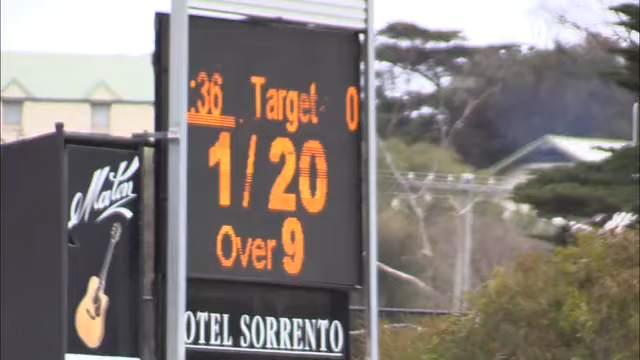 :36 Target 0
1/20
Over 9
Maton
OTEL SORRENTO